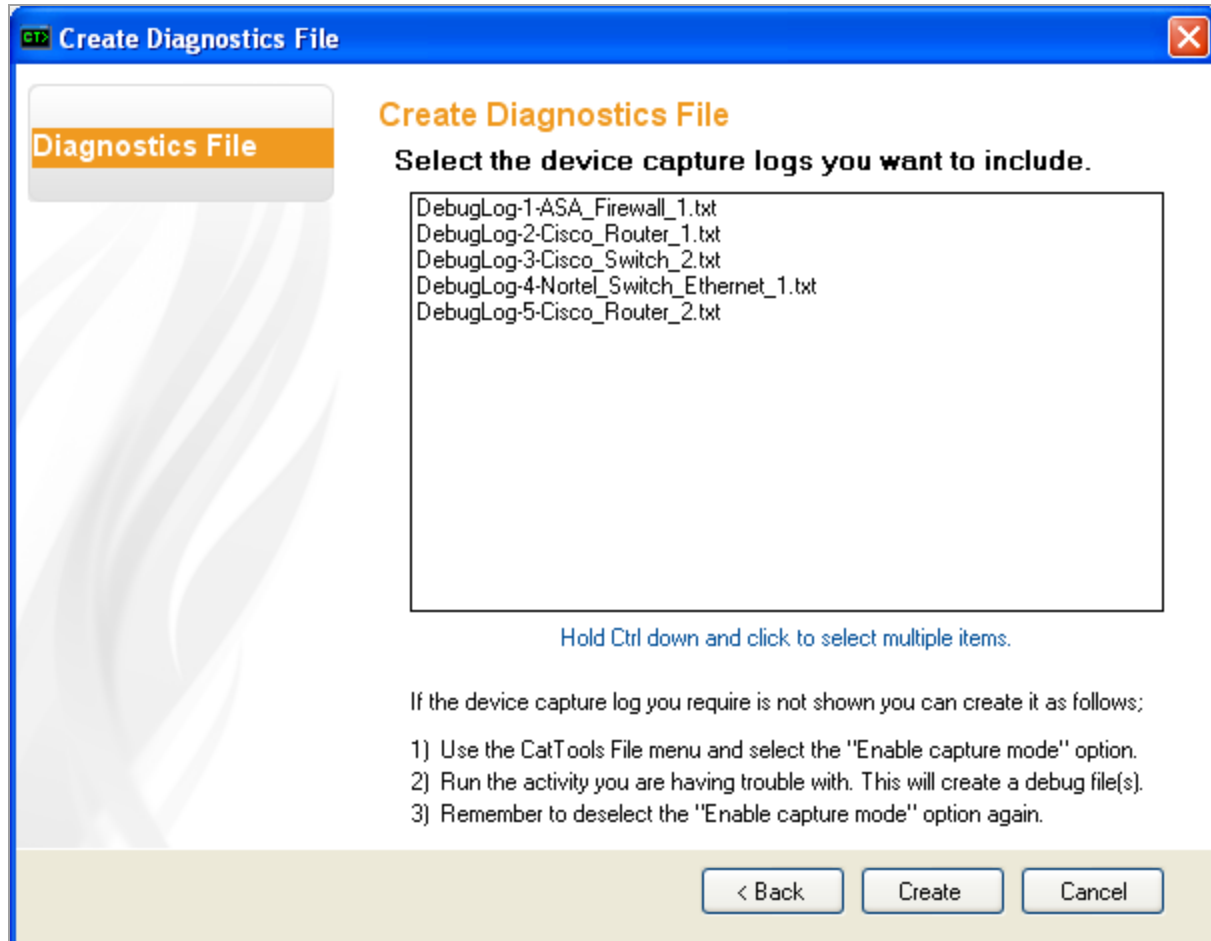 CT> Create Diagnostics File
Diagnostics File
Create Diagnostics File
Select the device capture logs you want to include.
DebugLog-1-ASA_Firewall_1.txt
DebugLog-2-Cisco_Router_1.txt
DebugLog-3-Cisco_Switch_2.txt
DebugLog-4-Nortel_Switch_Ethernet_1.txt
DebugLog-5-Cisco_Router_2.txt
Hold Ctrl down and click to select multiple items.
If the device capture log you require is not shown you can create it as follows;
1) Use the CatTools File menu and select the "Enable capture mode" option.
2) Run the activity you are having trouble with. This will create a debug file(s).
3) Remember to deselect the "Enable capture mode" option again.
< Back Create Cancel